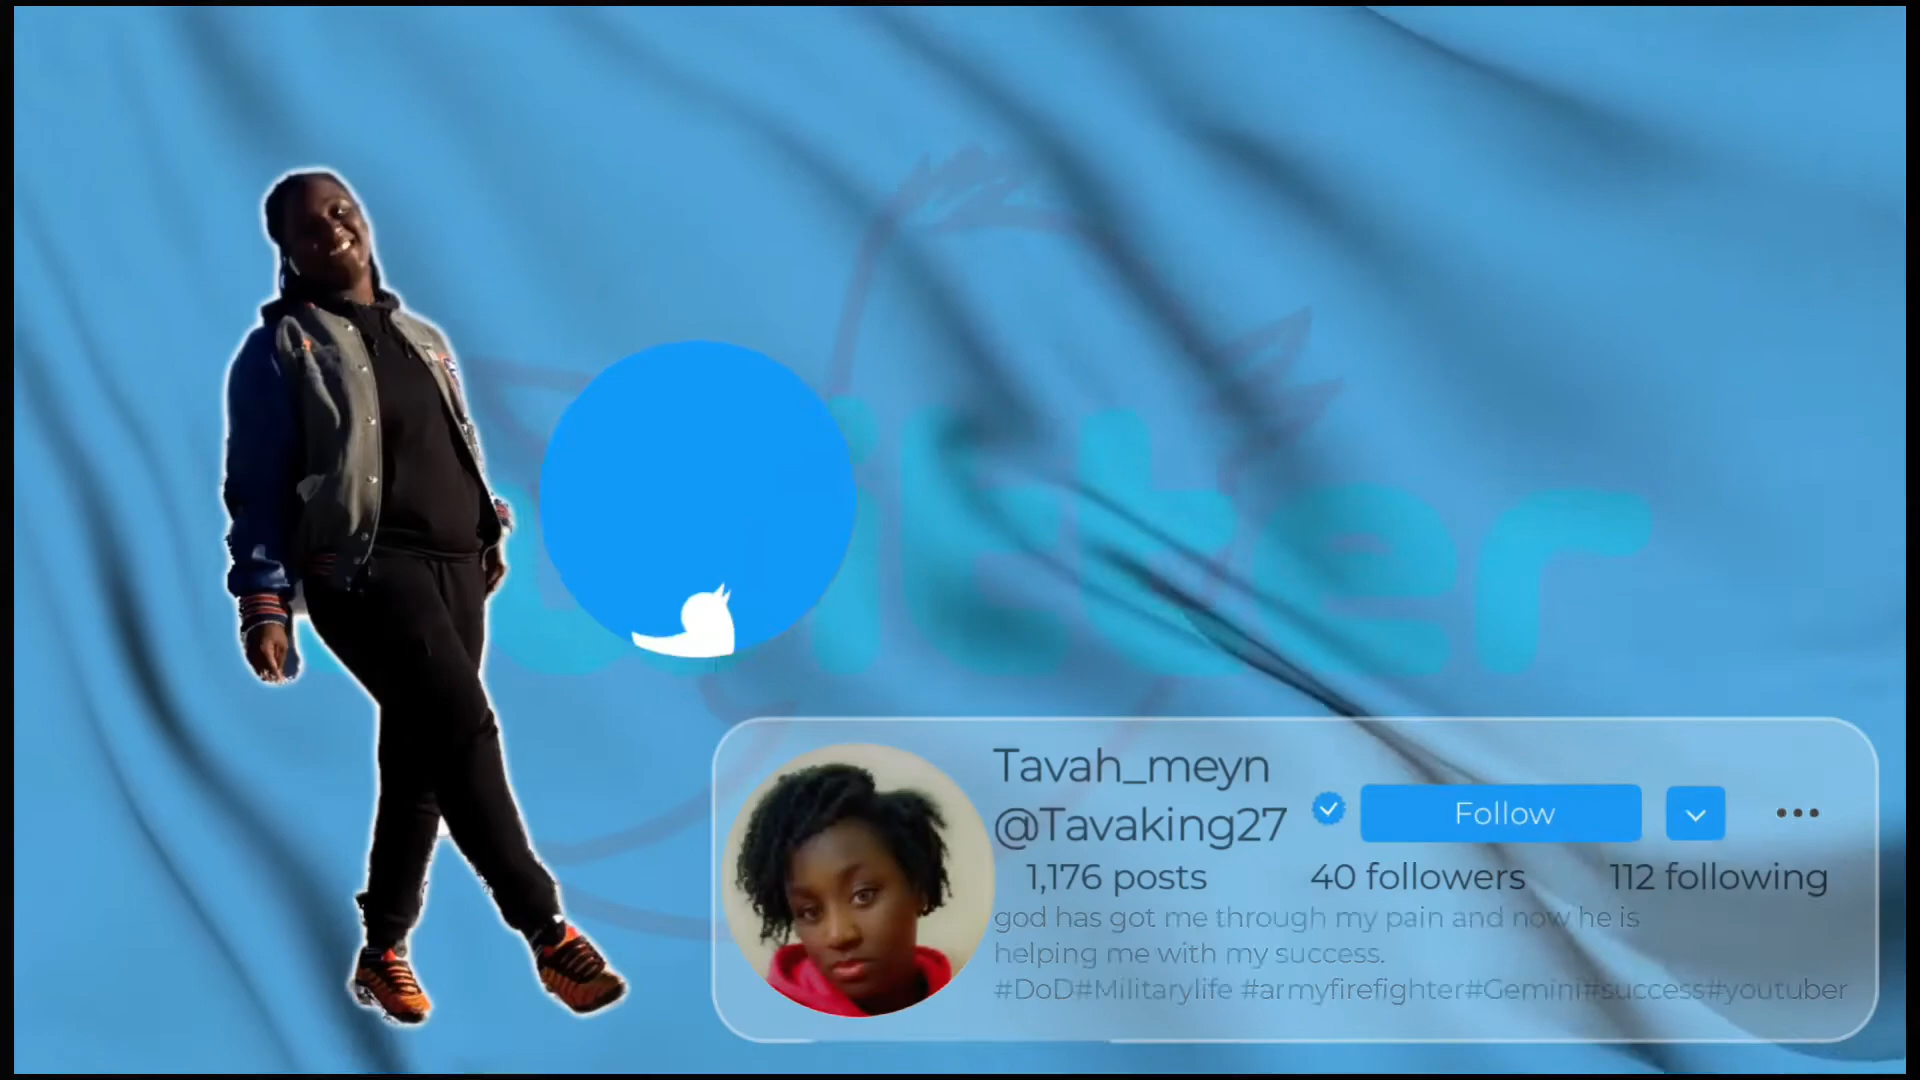 twitter
Tavah_meyn
@Tavaking27
Follow
1,176 posts 40 followers 112 following
god has got me through my pain and now he is
helping me with my success.
#DoD#Militarylife #armyfirefighter#Gemini#success#youtuber